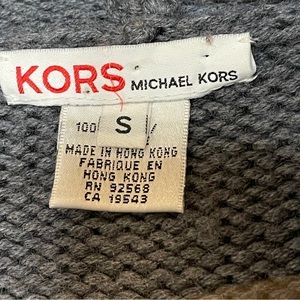 KORS MICHAEL KORS
100 S
MADE IN HONG KONG
FABRIQUE EN
HONG KONG
RN 92568
CA 19543